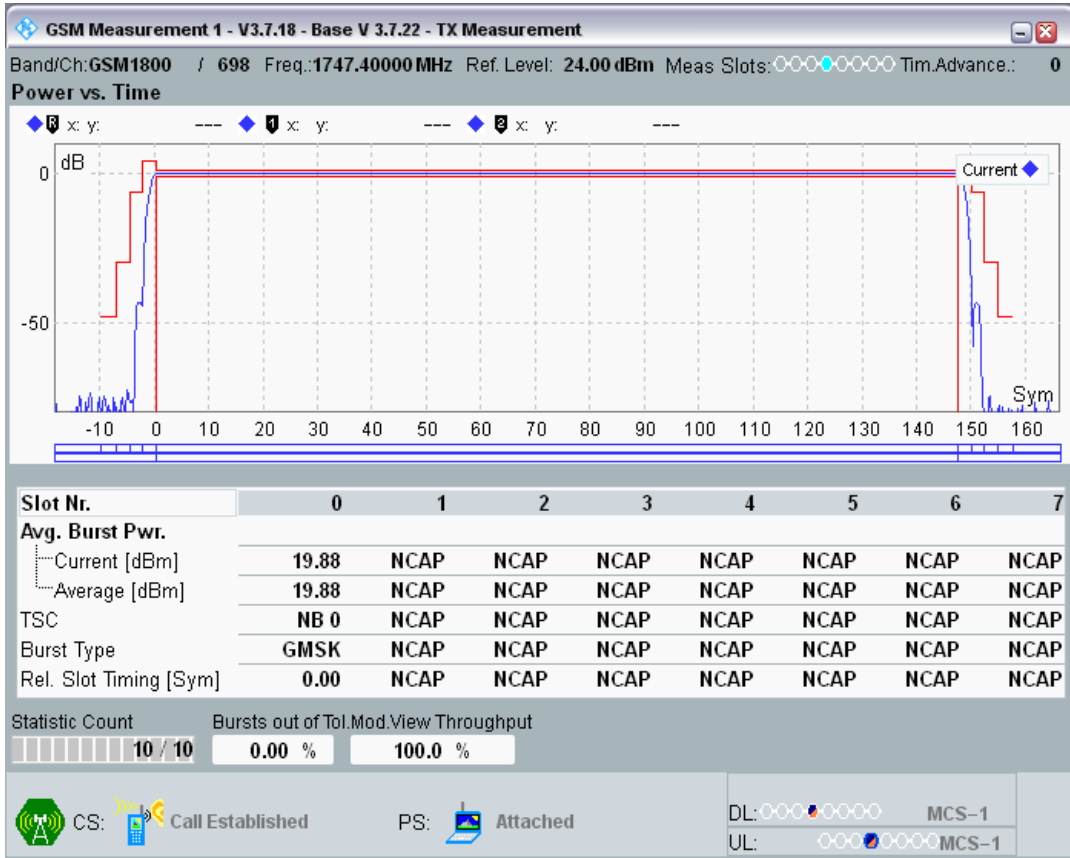 GSM Measurement 1 - V3.7.18 - Base V 3.7.22 - TX Measurement
Band/Ch:GSM1800 / 698 Freq.:1747.40000 MHz Ref. Level: 24.00 dBm Meas Slots: Tim.Advance.: 0
Power vs. Time
R x: y: --- 1 x: y: --- 2 x: y: ---
dB
0
Current
-50
Sym
-10 0 10 20 30 40 50 60 70 80 90 100 110 120 130 140 150 160
Slot Nr. 0 1 2 3 4 5 6 7
Avg. Burst Pwr.
Current [dBm] 19.88 NCAP NCAP NCAP NCAP NCAP NCAP NCAP
Average [dBm] 19.88 NCAP NCAP NCAP NCAP NCAP NCAP NCAP
TSC NB 0 NCAP NCAP NCAP NCAP NCAP NCAP NCAP
Burst Type GMSK NCAP NCAP NCAP NCAP NCAP NCAP NCAP
Rel. Slot Timing [Sym] 0.00 NCAP NCAP NCAP NCAP NCAP NCAP NCAP
Statistic Count Bursts out of Tol.Mod.View Throughput
10 / 10 0.00 % 100.0 %
CS: Call Established PS: Attached
DL: MCS-1
UL: MCS-1